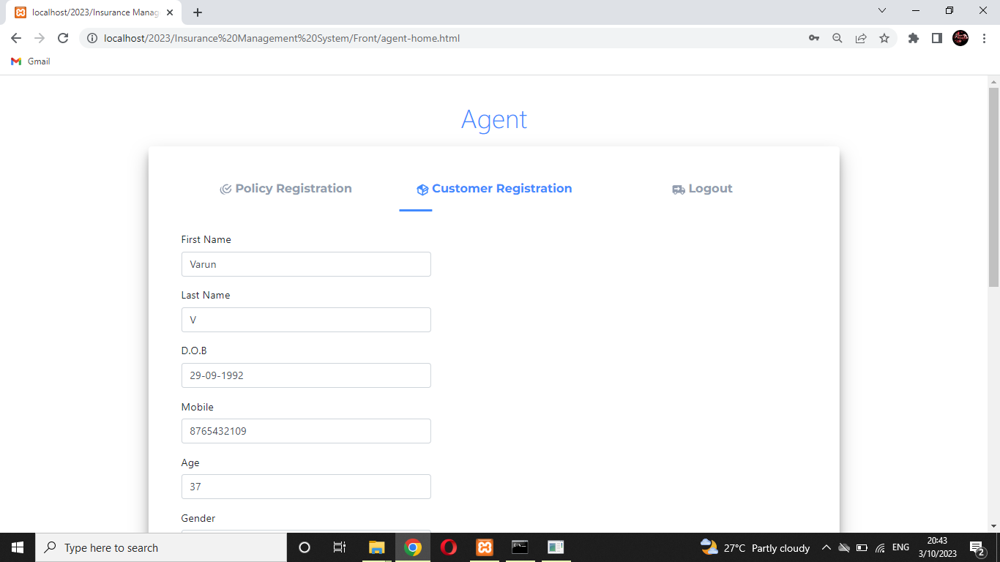 localhost/2023/Insurance Manag
localhost/2023/Insurance%20Management%20System/Front/agent-home.html
Gmail
Agent
Policy Registration
Customer Registration
Logout
First Name
Varun
Last Name
V
D.O.B
29-09-1992
Mobile
8765432109
Age
37
Gender
Type here to search
27°C Partly cloudy
ENG
20:43
3/10/2023
2